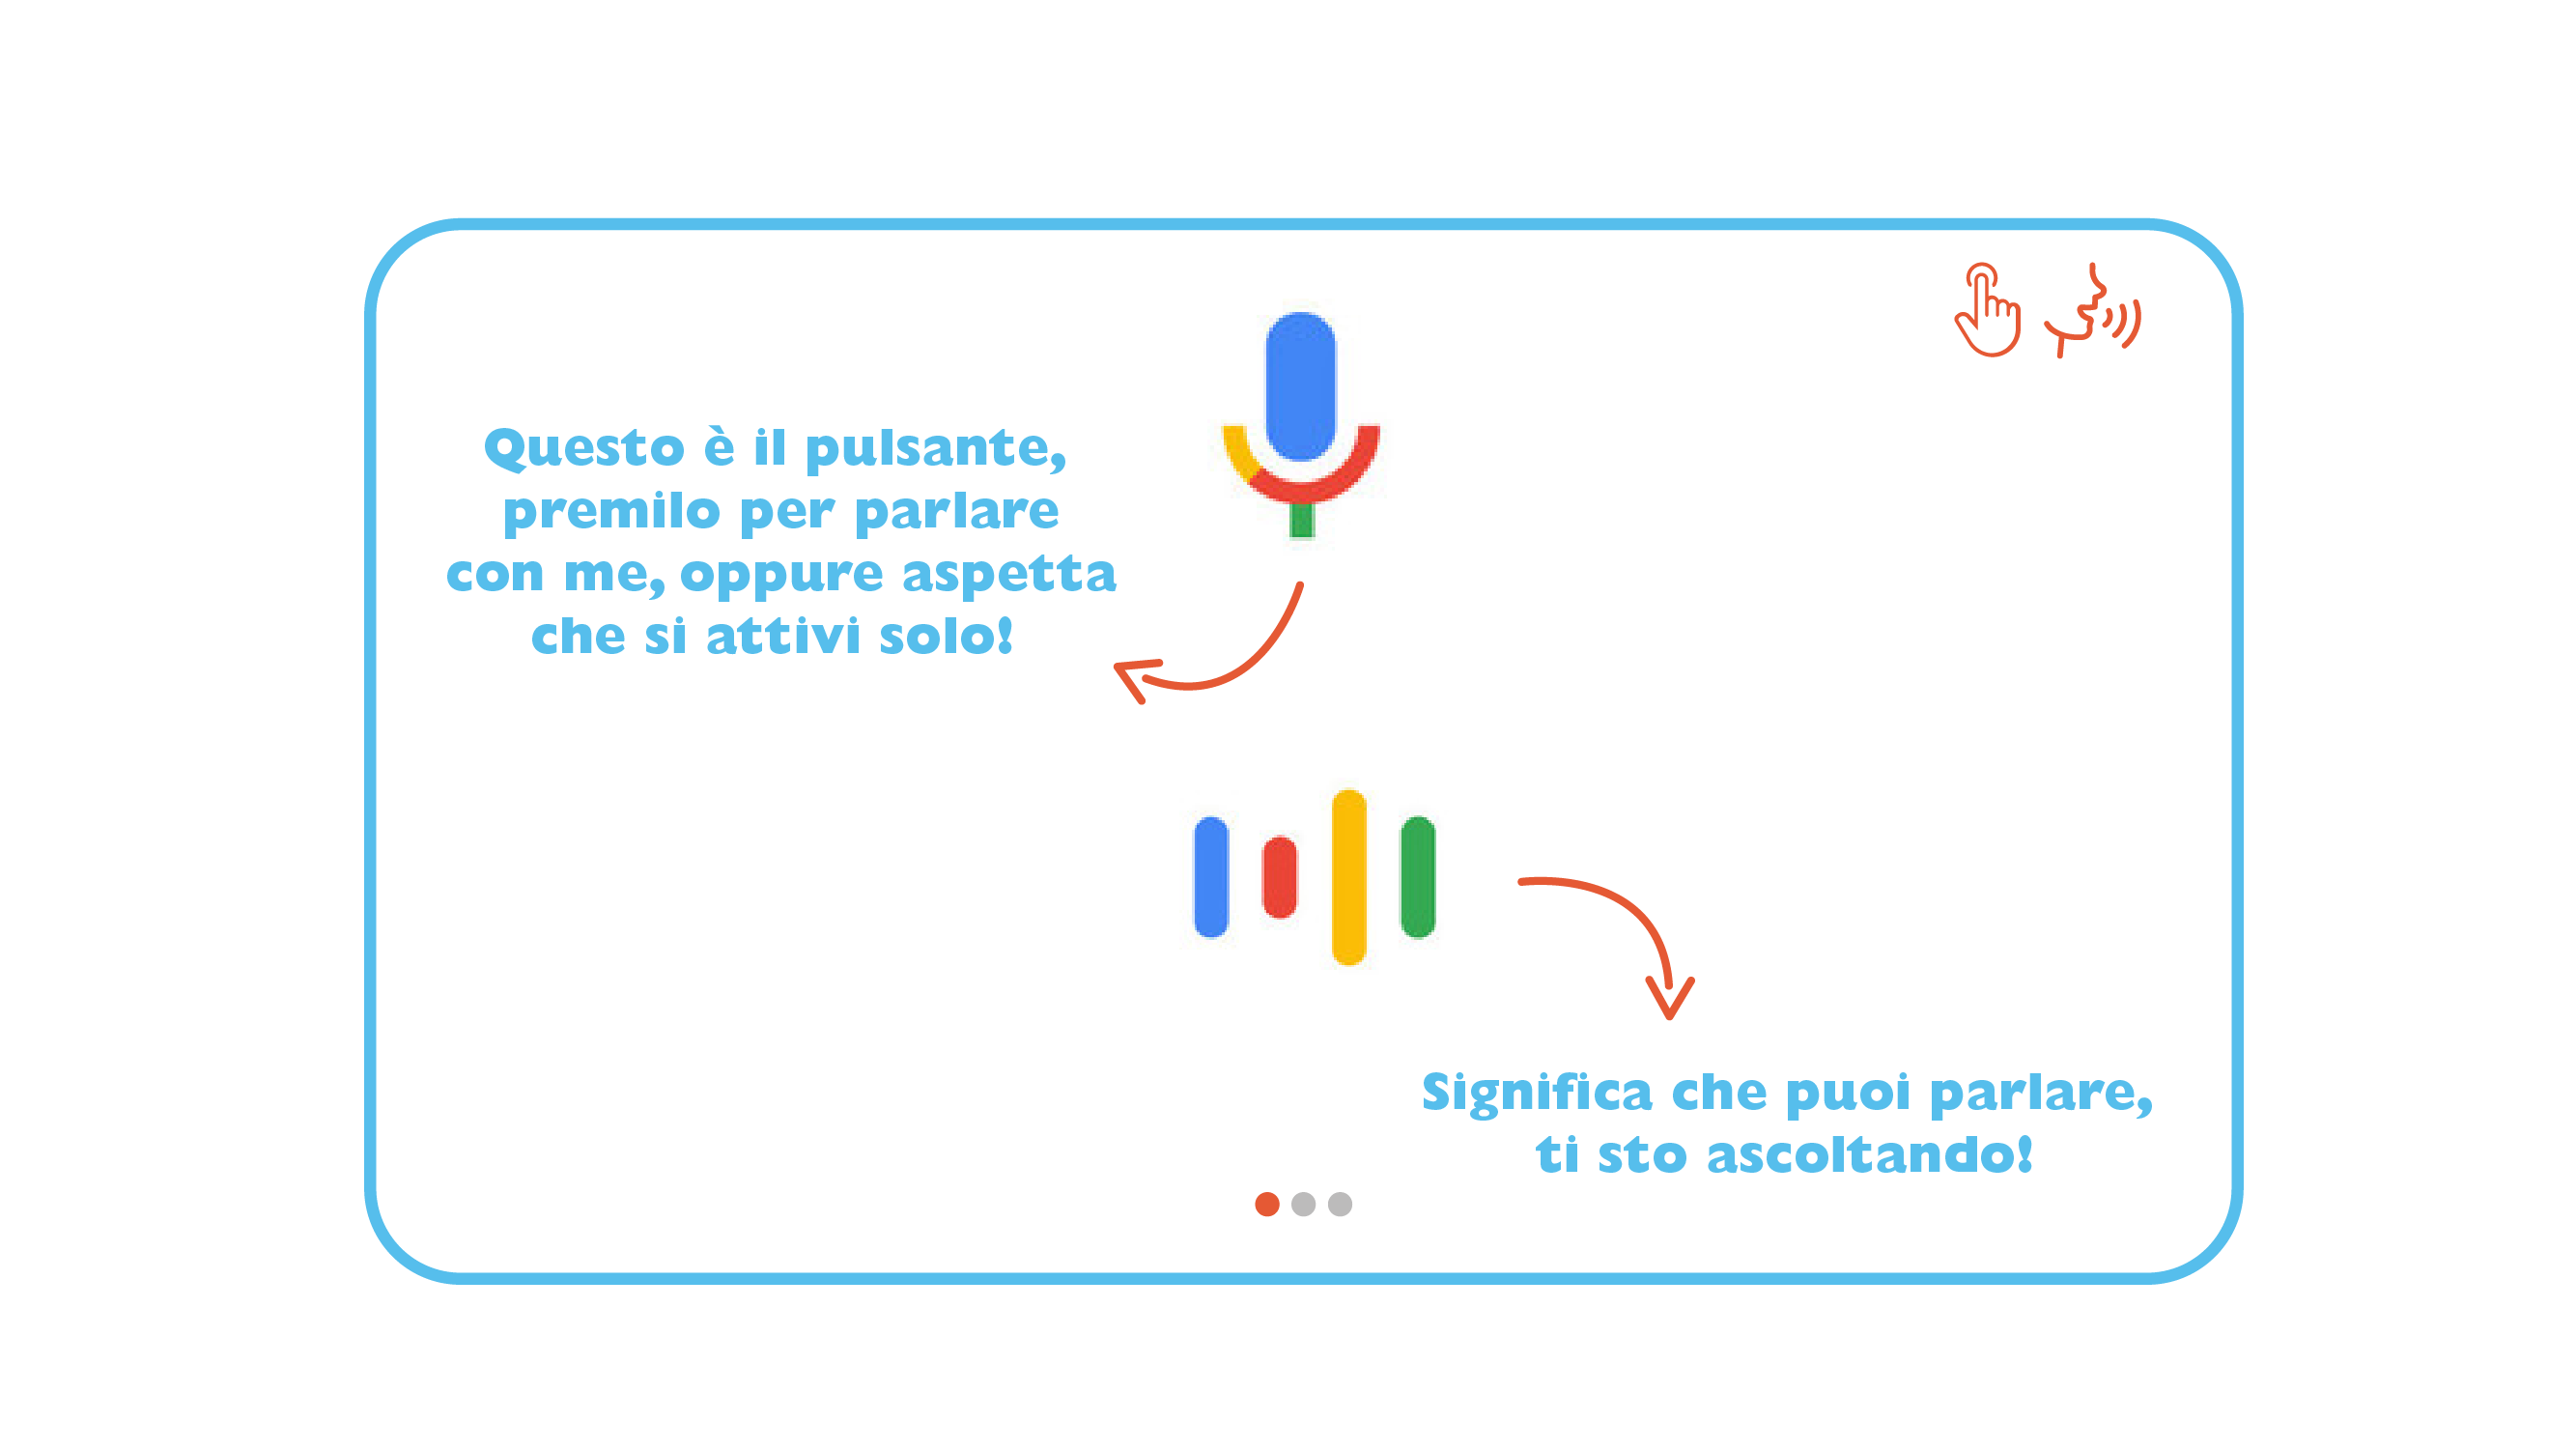 Questo è il pulsante,
premilo per parlare
con me, oppure aspetta
che si attivi solo!
Significa che puoi parlare,
ti sto ascoltando!